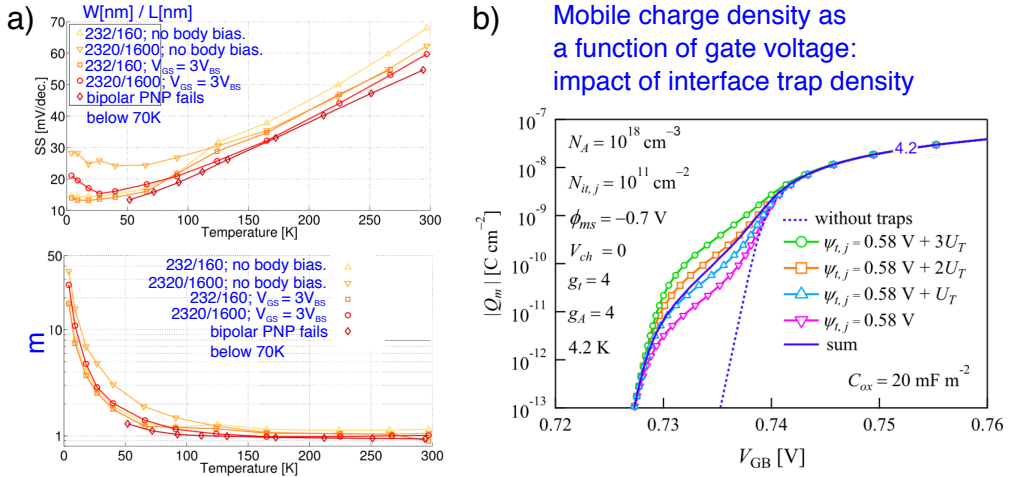 a)
W[nm] / L[nm]
232/160; no body bias.
2320/1600; no body bias.
232/160; V_GS = 3V_BS
2320/1600; V_GS = 3V_BS
bipolar PNP fails
below 70K
SS [mV/dec.]
70
60
50
40
30
20
10
0 50 100 150 200 250 300
Temperature [K]
232/160; no body bias.
2320/1600; no body bias.
232/160; V_GS = 3V_BS
2320/1600; V_GS = 3V_BS
bipolar PNP fails
below 70K
m
50
10
1
0 50 100 150 200 250 300
Temperature [K]
b)
Mobile charge density as
a function of gate voltage:
impact of interface trap density
|Q_m| [C cm⁻²]
10⁻⁷
10⁻⁸
10⁻⁹
10⁻¹⁰
10⁻¹¹
10⁻¹²
10⁻¹³
N_A = 10¹⁸ cm⁻³
N_it, j = 10¹¹ cm⁻²
ϕ_ms = −0.7 V
V_ch = 0
g_t = 4
g_A = 4
4.2 K
4.2
without traps
ψ_t, j = 0.58 V + 3U_T
ψ_t, j = 0.58 V + 2U_T
ψ_t, j = 0.58 V + U_T
ψ_t, j = 0.58 V
sum
C_ox = 20 mF m⁻²
0.72 0.73 0.74 0.75 0.76
V_GB [V]